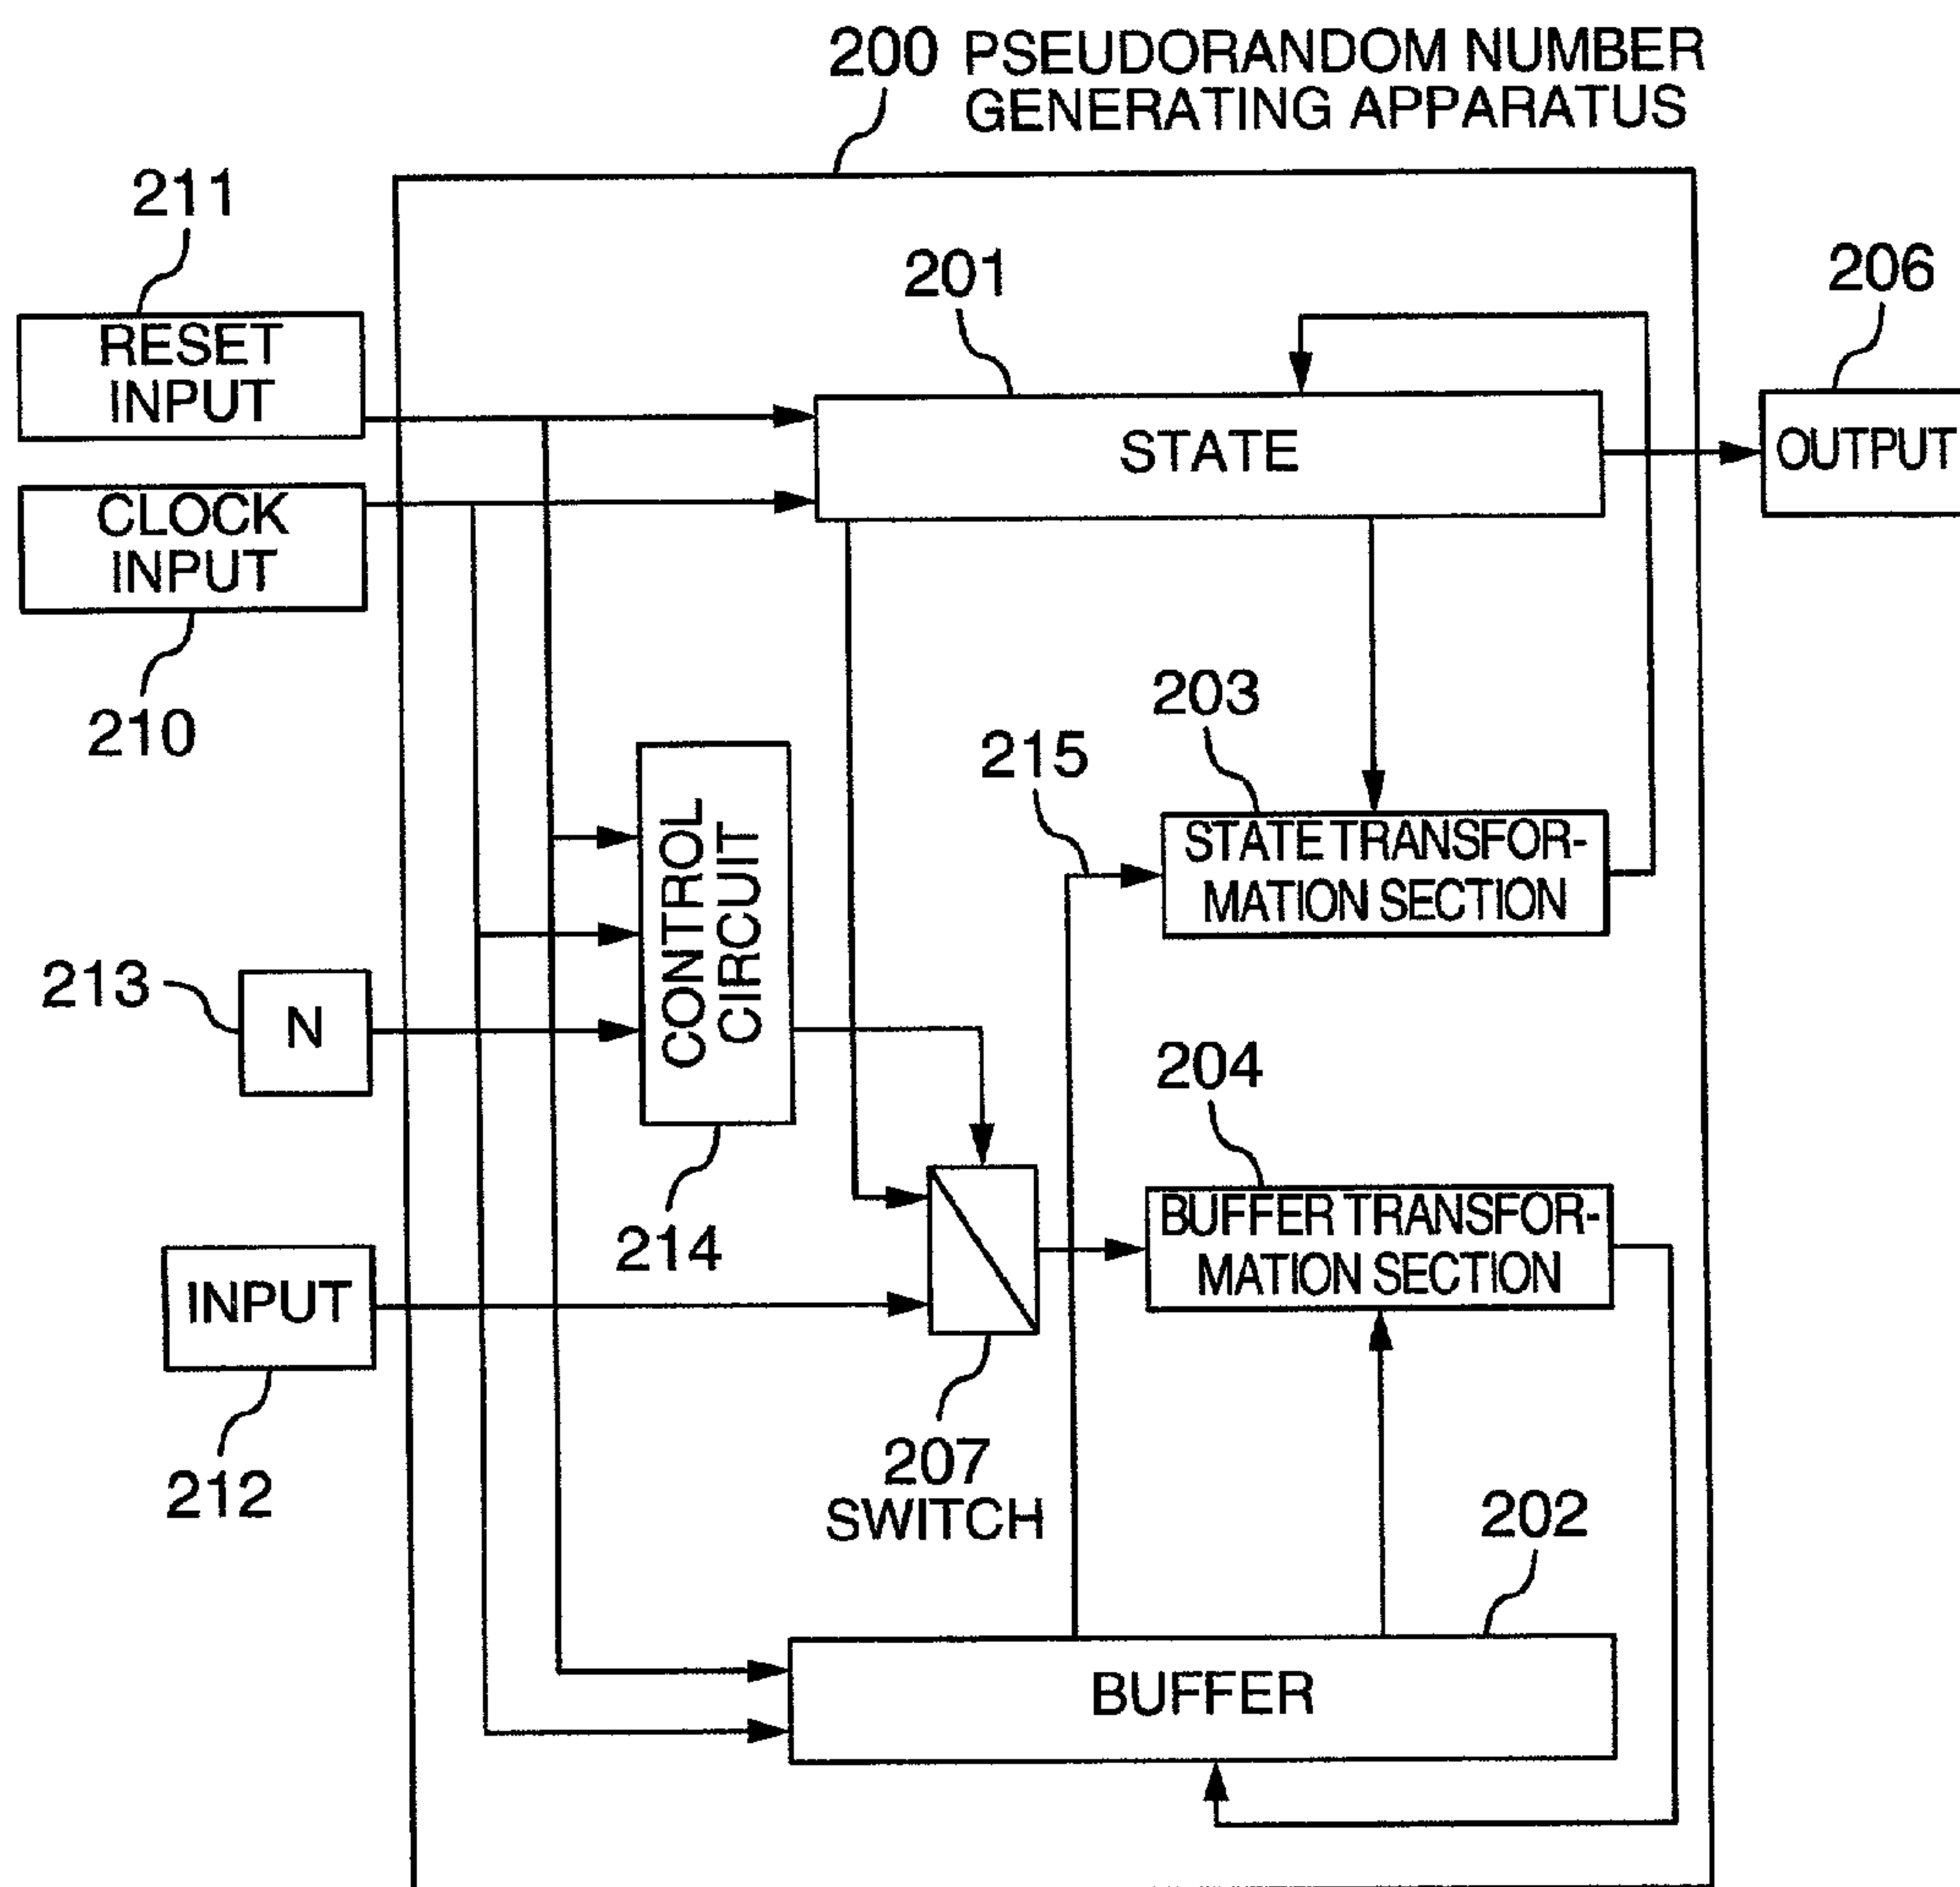 200 PSEUDORANDOM NUMBER
GENERATING APPARATUS
211
RESET
INPUT
201
206
STATE
OUTPUT
CLOCK
INPUT
210
203
215
STATE TRANSFOR-
MATION SECTION
CONTROL
CIRCUIT
213
N
204
214
BUFFER TRANSFOR-
MATION SECTION
INPUT
212
207
SWITCH
202
BUFFER